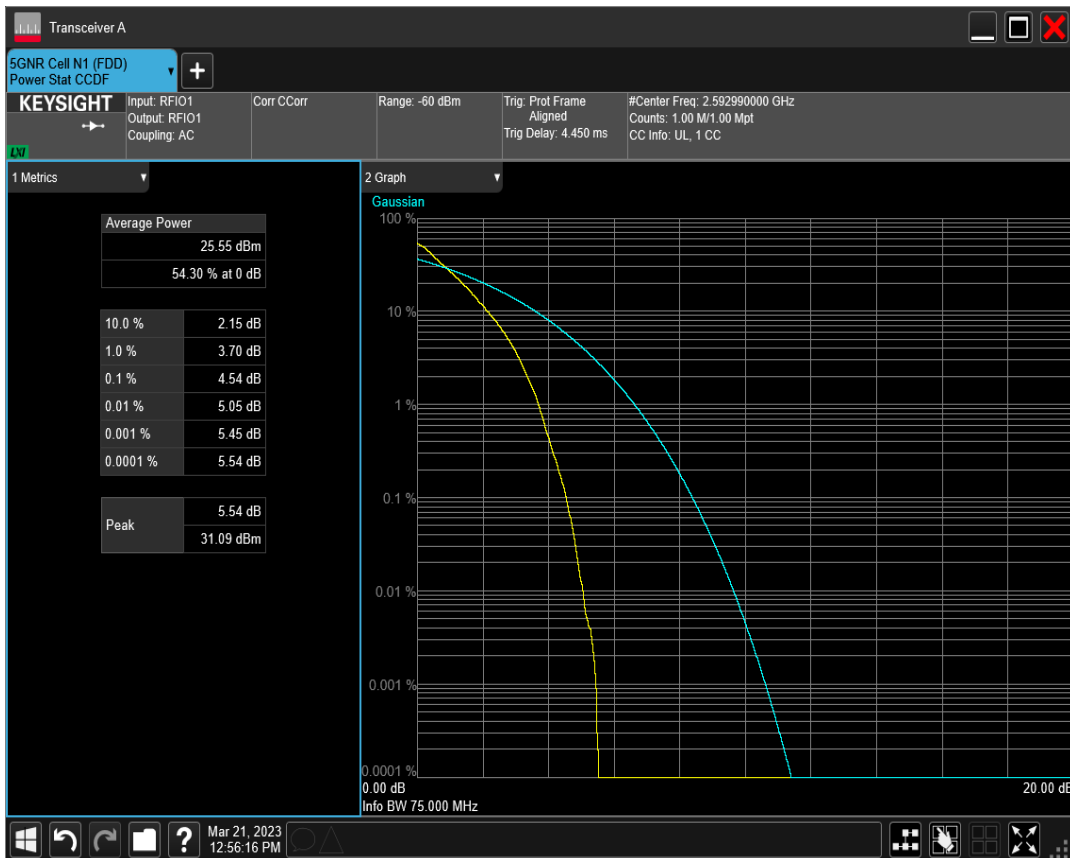 Transceiver A
5GNR Cell N1 (FDD)
Power Stat CCDF
KEYSIGHT
LXI
Input: RFIO1
Output: RFIO1
Coupling: AC
Corr CCorr
Range: -60 dBm
Trig: Prot Frame
Aligned
Trig Delay: 4.450 ms
#Center Freq: 2.592990000 GHz
Counts: 1.00 M/1.00 Mpt
CC Info: UL, 1 CC
1 Metrics
Average Power
25.55 dBm
54.30 % at 0 dB
10.0 % 2.15 dB
1.0 % 3.70 dB
0.1 % 4.54 dB
0.01 % 5.05 dB
0.001 % 5.45 dB
0.0001 % 5.54 dB
Peak 5.54 dB
31.09 dBm
2 Graph
Gaussian
100 %
10 %
1 %
0.1 %
0.01 %
0.001 %
0.0001 %
0.00 dB 20.00 dB
Info BW 75.000 MHz
?
Mar 21, 2023
12:56:16 PM